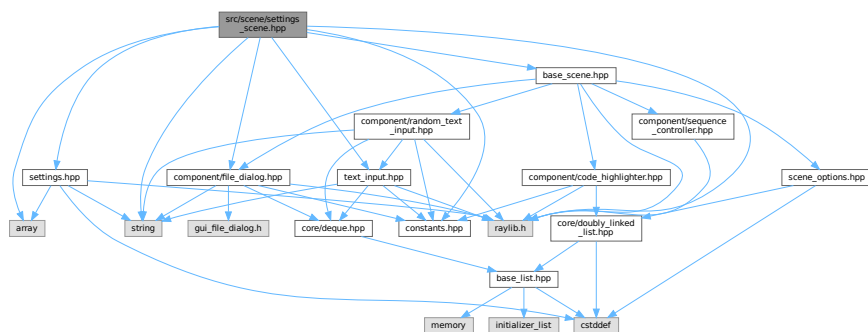 src/scene/settings
_scene.hpp
base_scene.hpp
component/random_text
_input.hpp
component/sequence
_controller.hpp
settings.hpp
component/file_dialog.hpp
text_input.hpp
component/code_highlighter.hpp
scene_options.hpp
array
string
gui_file_dialog.h
core/deque.hpp
constants.hpp
raylib.h
core/doubly_linked
_list.hpp
base_list.hpp
memory
initializer_list
cstddef